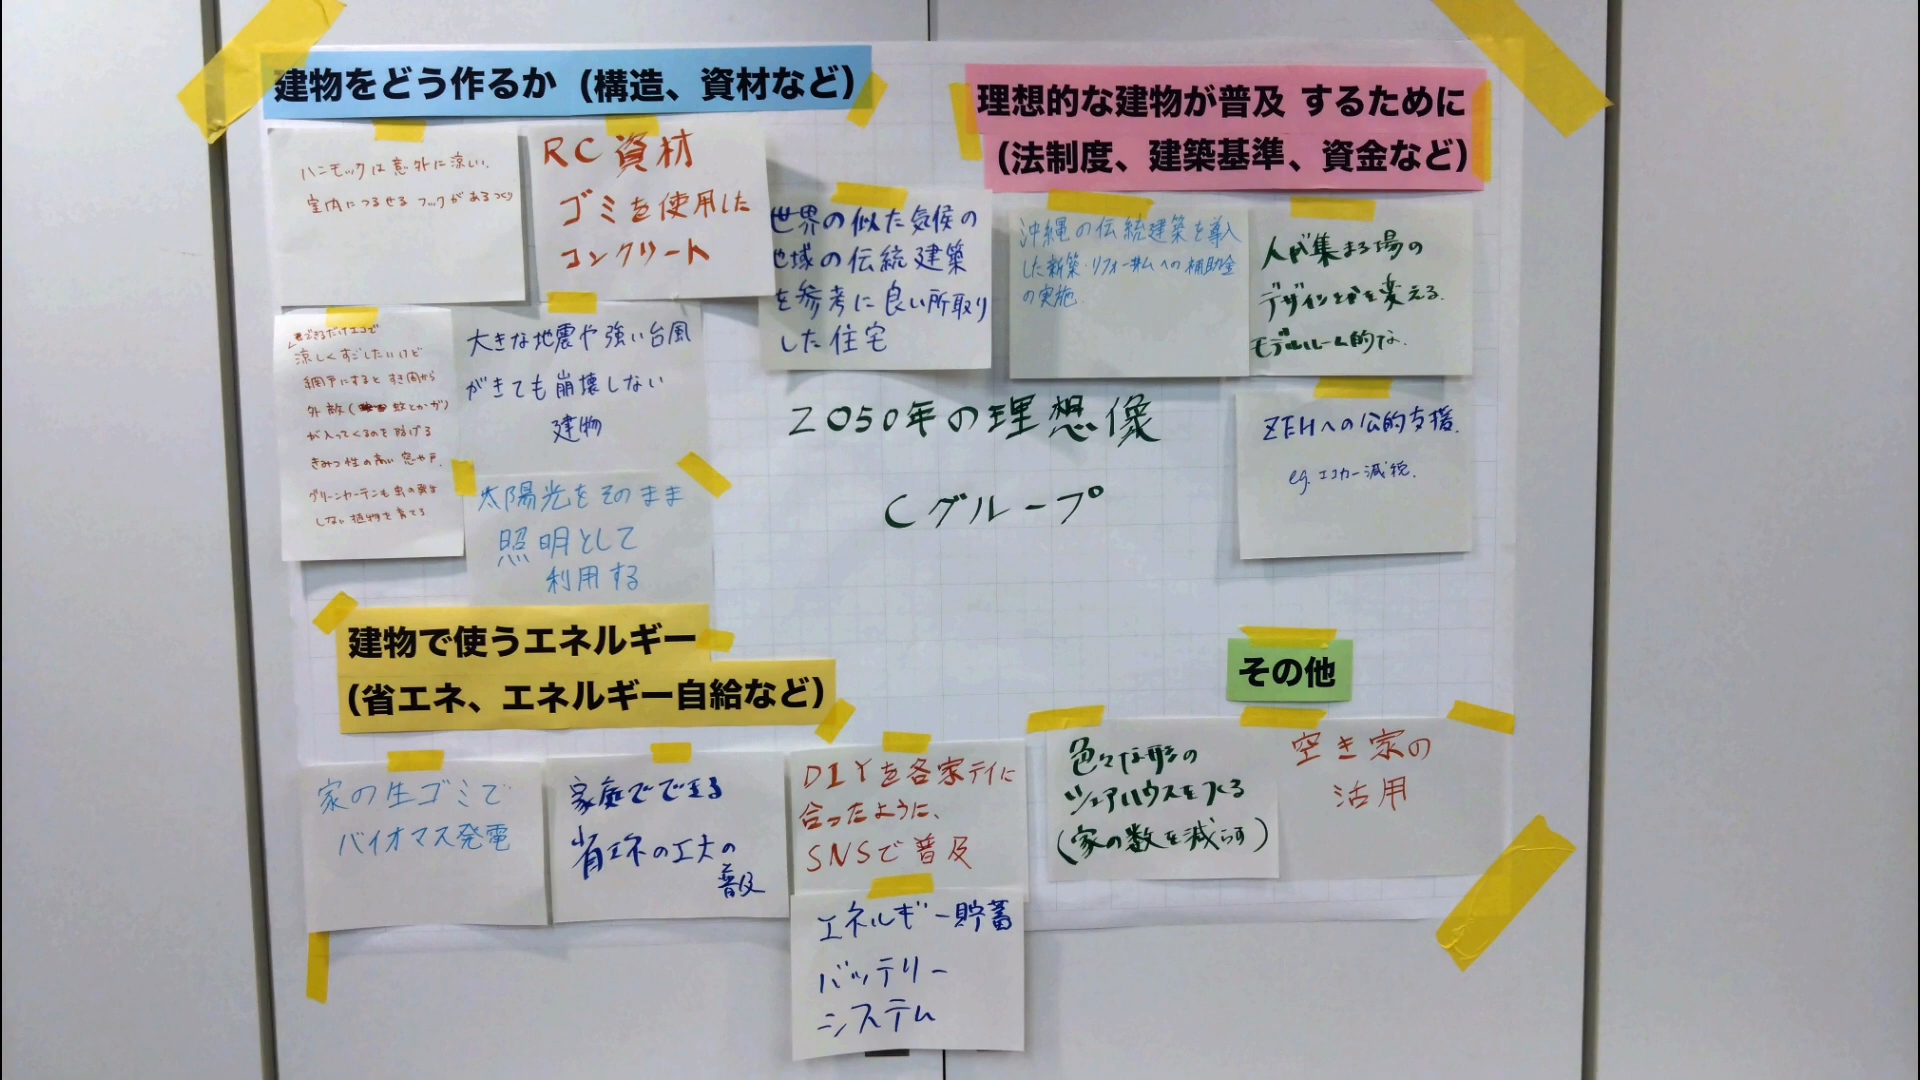 建物をどう作るか (構造、資材など)
ハンモックは意外に涼しい。
室内につるせる フックがあるつくり
RC資材
ゴミを使用した
コンクリート
世界の似た気候の
地域の伝統建築
を参考に良い所取り
した住宅
できるだけエコで
涼しくすごしたいけど
網戸にすると すき間から
外敵( 蚊とかガ)
が入ってくるのを防げる
きみつ性の高い 窓や戸。
グリーンカーテンも虫の発生
しない植物を育てる
大きな地震や強い台風
がきても崩壊しない
建物
太陽光をそのまま
照明として
利用する
理想的な建物が普及 するために
(法制度、建築基準、資金など)
沖縄の伝統建築を導入
した新築・リフォームへの補助金
の実施
人が集まる場の
デザインとかを変える。
モデルルーム的な。
ZEHへの公的支援。
eg. エコカー減税。
2050年の理想像
Cグループ
建物で使うエネルギー
(省エネ、エネルギー自給など)
家の生ゴミで
バイオマス発電
家庭でできる
省エネの工夫の
普及
DIYを各家テイに
合ったように、
SNSで普及
エネルギー貯蓄
バッテリー
システム
その他
色々な形の
シェアハウスをつくる
(家の数を減らす)
空き家の
活用